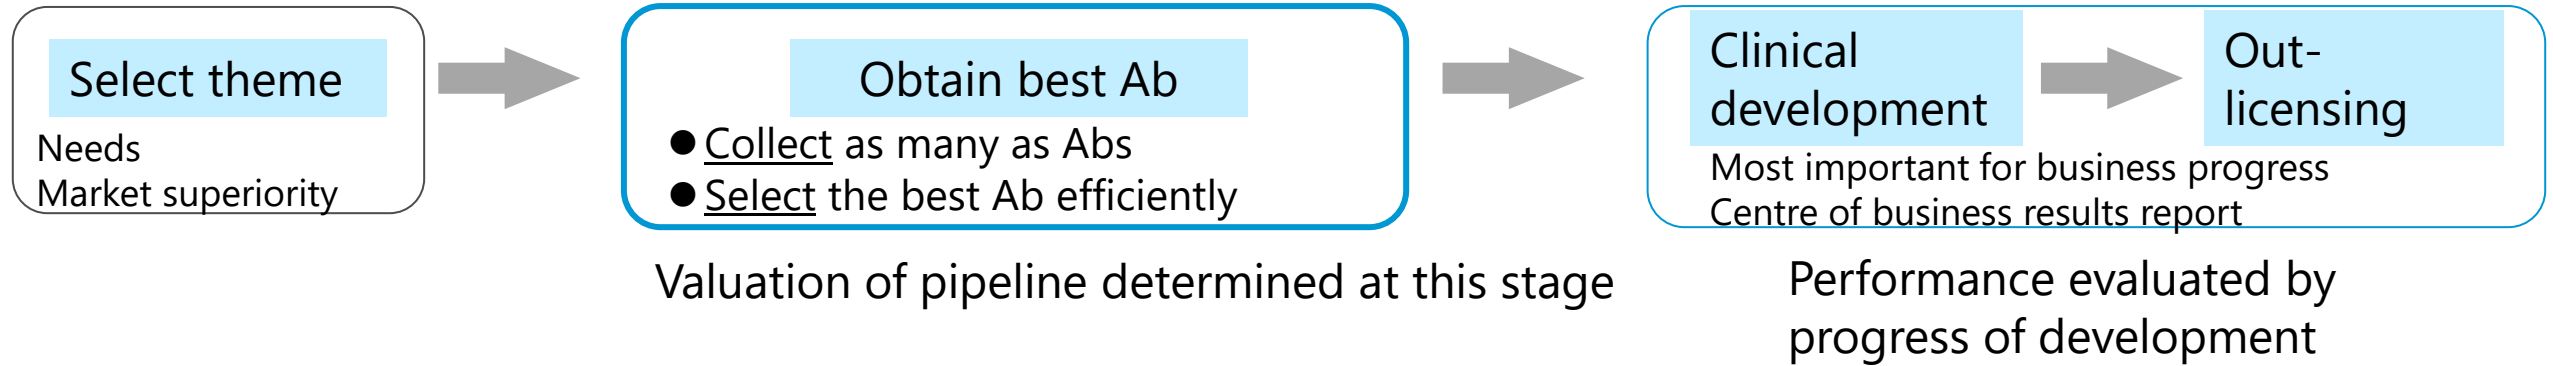 Select theme
Needs
Market superiority
Obtain best Ab
● Collect as many as Abs
● Select the best Ab efficiently
Valuation of pipeline determined at this stage
Clinical
development
Out-
licensing
Most important for business progress
Centre of business results report
Performance evaluated by
progress of development